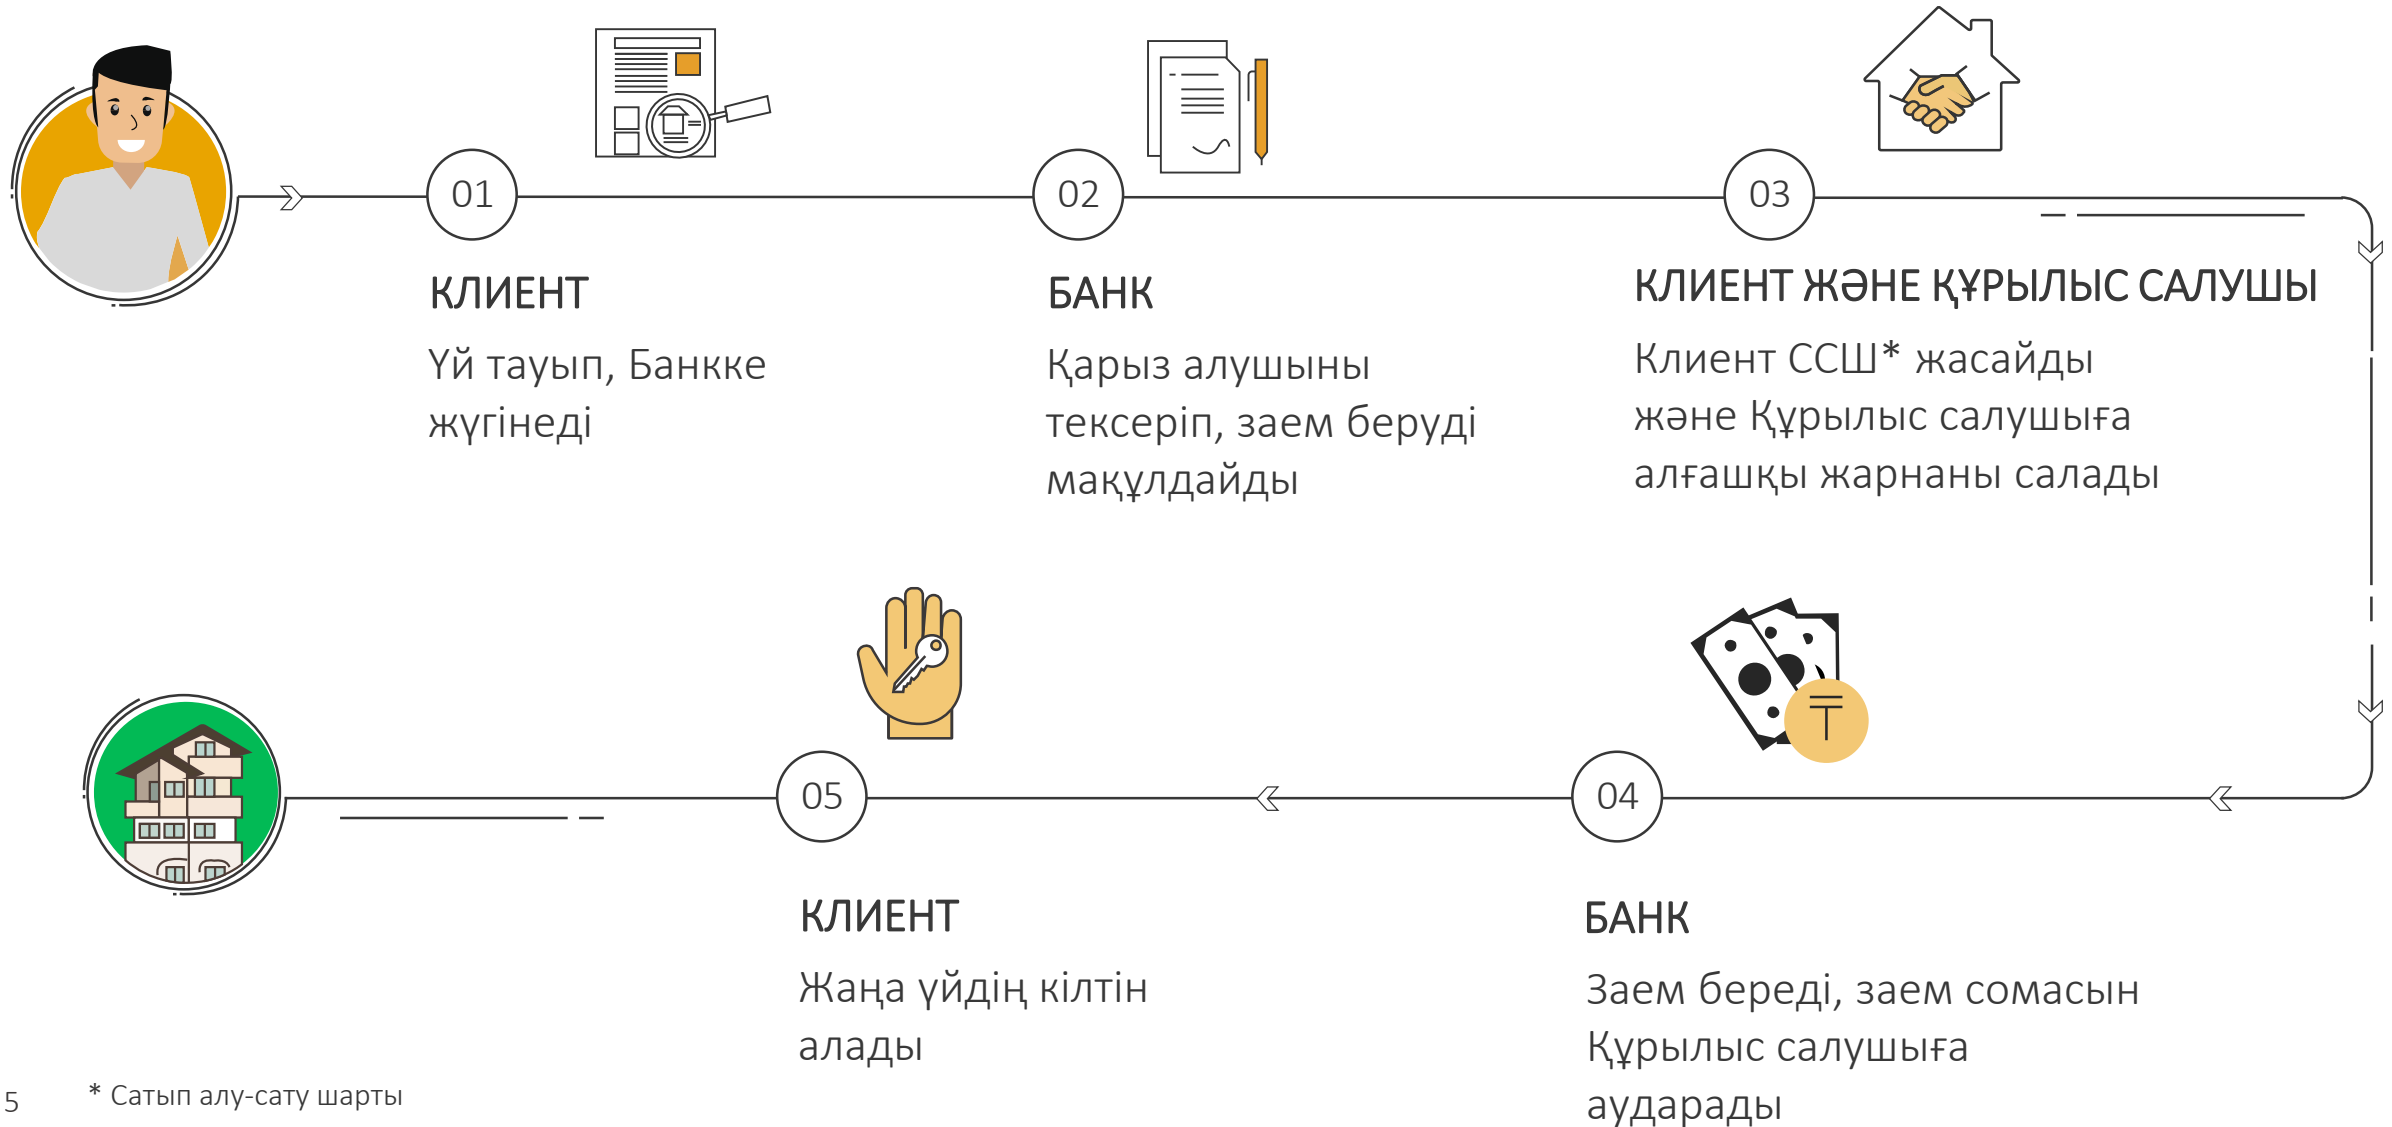 01
КЛИЕНТ
Үй тауып, Банкке
жүгінеді
02
БАНК
Қарыз алушыны
тексеріп, заем беруді
мақұлдайды
03
КЛИЕНТ ЖӘНЕ ҚҰРЫЛЫС САЛУШЫ
Клиент ССШ* жасайды
және Құрылыс салушыға
алғашқы жарнаны салады
04
БАНК
Заем береді, заем сомасын
Құрылыс салушыға
аударады
05
КЛИЕНТ
Жаңа үйдің кілтін
алады
* Сатып алу-сату шарты
5